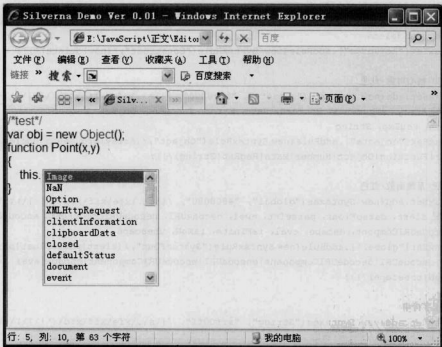 Silverna Demo Ver 0.01 - Windows Internet Explorer
E:\JavaScript\正文\Editor
百度
文件(F) 编辑(E) 查看(V) 收藏夹(A) 工具(T) 帮助(H)
链接 » 搜索 百度搜索
Silv... X 页面(P) »
/*test*/
var obj = new Object();
function Point(x,y)
{
this.
Image
NaN
Option
XMLHttpRequest
clientInformation
clipboardData
closed
defaultStatus
document
event
}
行: 5, 列: 10, 第 63 个字符 我的电脑 100%